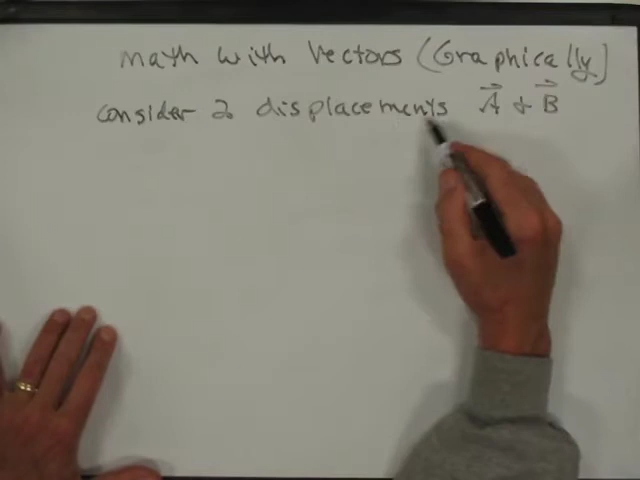 math with Vectors (Graphically)
consider 2 displacements A⃗ & B⃗